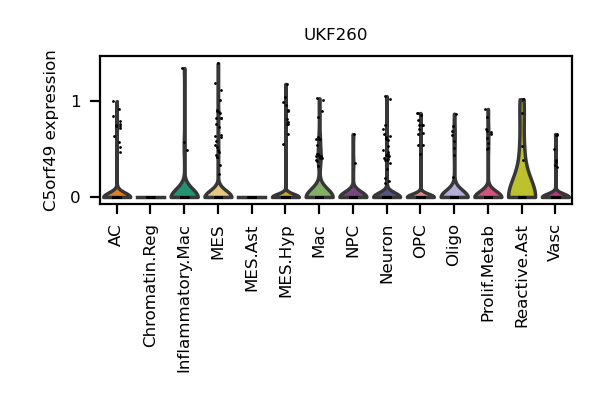 UKF260
C5orf49 expression
1
0
AC
Chromatin.Reg
Inflammatory.Mac
MES
MES.Ast
MES.Hyp
Mac
NPC
Neuron
OPC
Oligo
Prolif.Metab
Reactive.Ast
Vasc